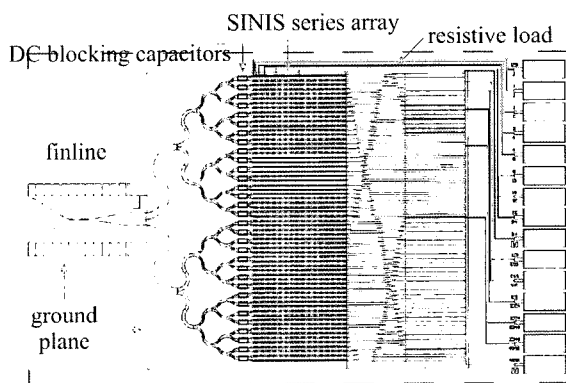 SINIS series array
DC blocking capacitors
resistive load
finline
ground
plane